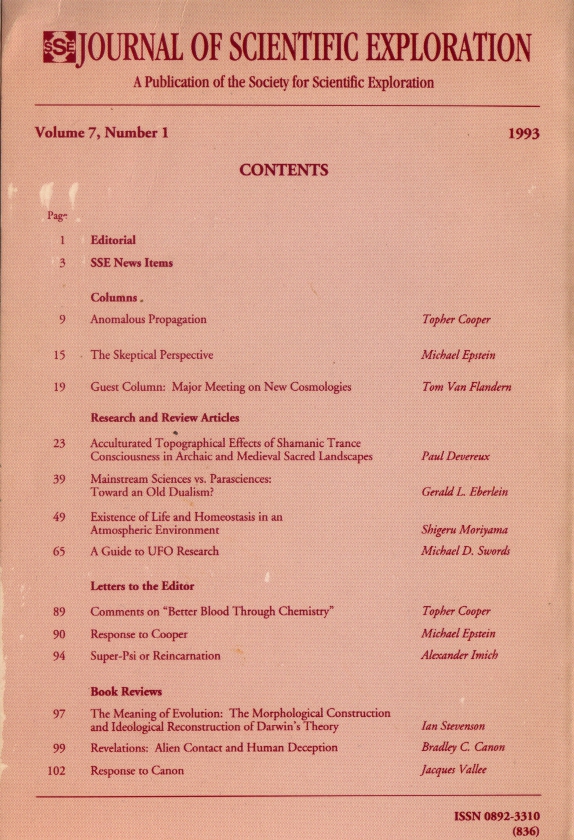 SSE JOURNAL OF SCIENTIFIC EXPLORATION
A Publication of the Society for Scientific Exploration
Volume 7, Number 1 1993
CONTENTS
Page
1 Editorial
3 SSE News Items
Columns
9 Anomalous Propagation Topher Cooper
15 The Skeptical Perspective Michael Epstein
19 Guest Column: Major Meeting on New Cosmologies Tom Van Flandern
Research and Review Articles
23 Acculturated Topographical Effects of Shamanic Trance
Consciousness in Archaic and Medieval Sacred Landscapes Paul Devereux
39 Mainstream Sciences vs. Parasciences:
Toward an Old Dualism? Gerald L. Eberlein
49 Existence of Life and Homeostasis in an
Atmospheric Environment Shigeru Moriyama
65 A Guide to UFO Research Michael D. Swords
Letters to the Editor
89 Comments on “Better Blood Through Chemistry” Topher Cooper
90 Response to Cooper Michael Epstein
94 Super-Psi or Reincarnation Alexander Imich
Book Reviews
97 The Meaning of Evolution: The Morphological Construction
and Ideological Reconstruction of Darwin's Theory Ian Stevenson
99 Revelations: Alien Contact and Human Deception Bradley C. Canon
102 Response to Canon Jacques Vallee
ISSN 0892-3310
(836)